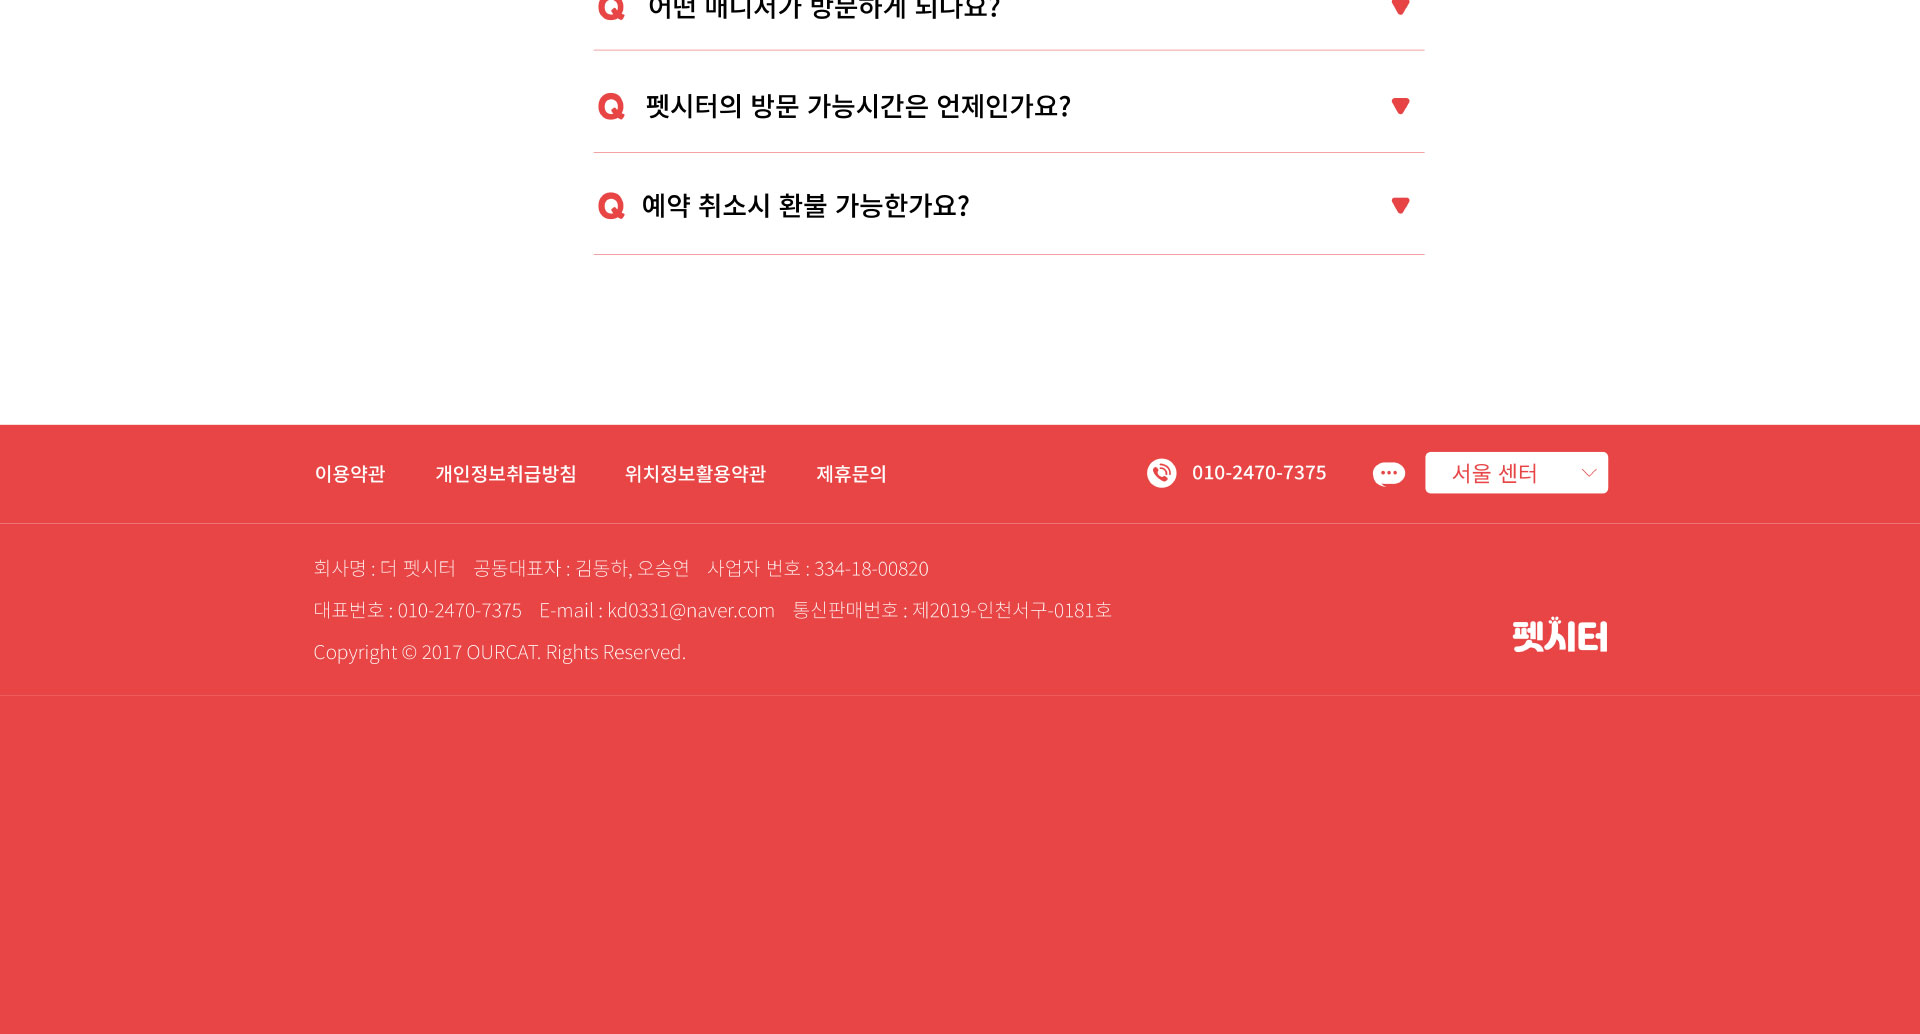 Q 어떤 매니저가 방문하게 되나요?
Q 펫시터의 방문 가능시간은 언제인가요?
Q 예약 취소시 환불 가능한가요?
이용약관 개인정보취급방침 위치정보활용약관 제휴문의 010-2470-7375 서울 센터
회사명 : 더 펫시터 공동대표자 : 김동하, 오승연 사업자 번호 : 334-18-00820
대표번호 : 010-2470-7375 E-mail : kd0331@naver.com 통신판매번호 : 제2019-인천서구-0181호
Copyright © 2017 OURCAT. Rights Reserved.
펫시터